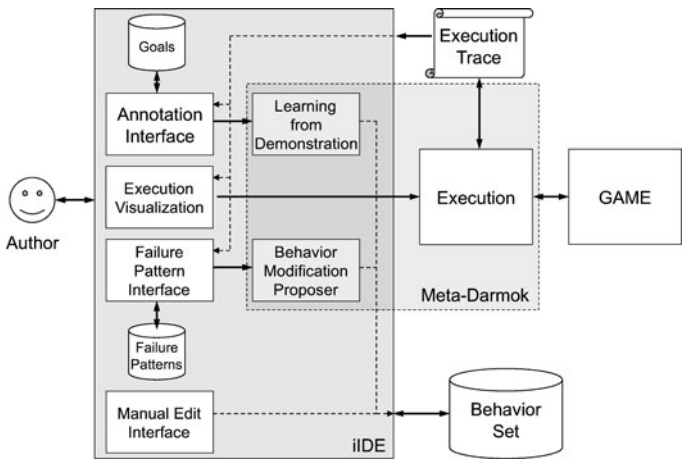 Goals
Execution
Trace
Annotation
Interface
Learning
from
Demonstration
Execution
Visualization
Execution
GAME
Author
Failure
Pattern
Interface
Behavior
Modification
Proposer
Meta-Darmok
Failure
Patterns
Manual Edit
Interface
Behavior
Set
iIDE